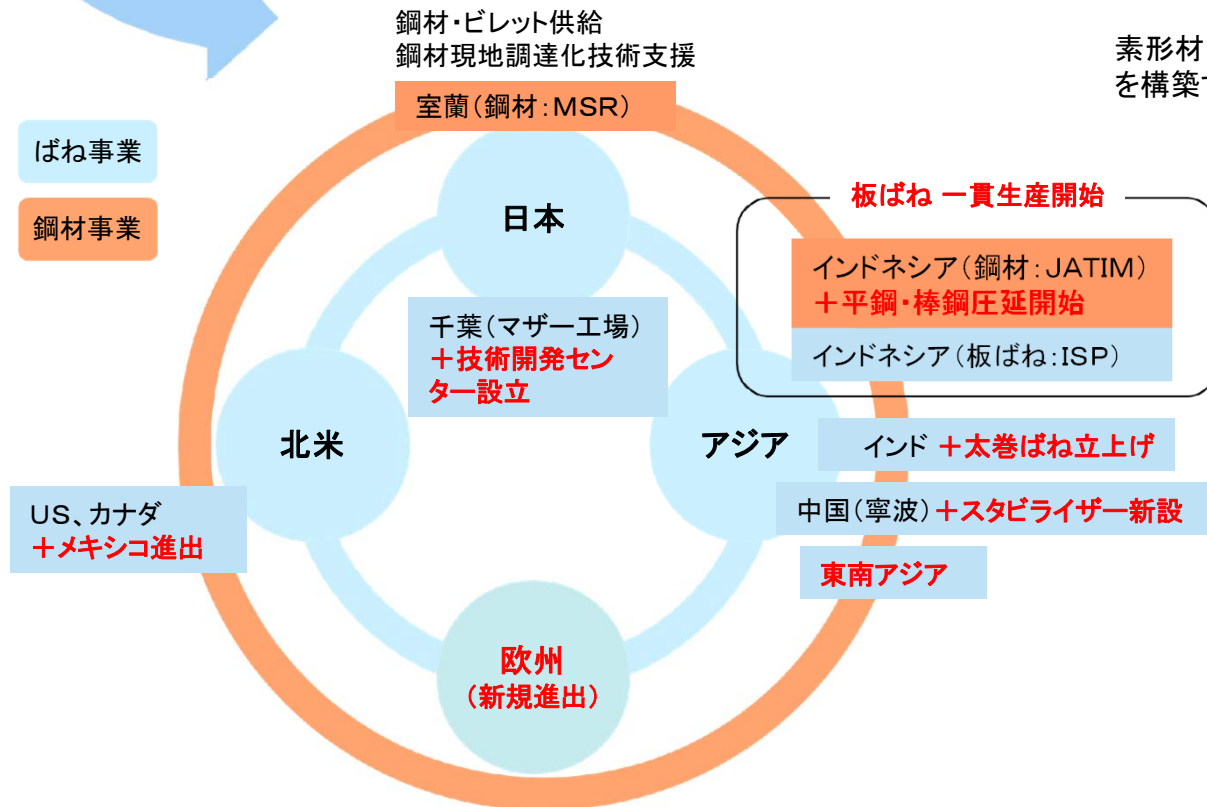 鋼材・ビレット供給
鋼材現地調達化技術支援
室蘭(鋼材:MSR)
素形材
を構築
ばね事業
鋼材事業
日本
千葉(マザー工場)
+技術開発セン
ター設立
板ばね 一貫生産開始
インドネシア(鋼材:JATIM)
+平鋼・棒鋼圧延開始
インドネシア(板ばね:ISP)
北米
アジア
インド +太巻ばね立上げ
中国(寧波)+スタビライザー新設
東南アジア
US、カナダ
+メキシコ進出
欧州
(新規進出)